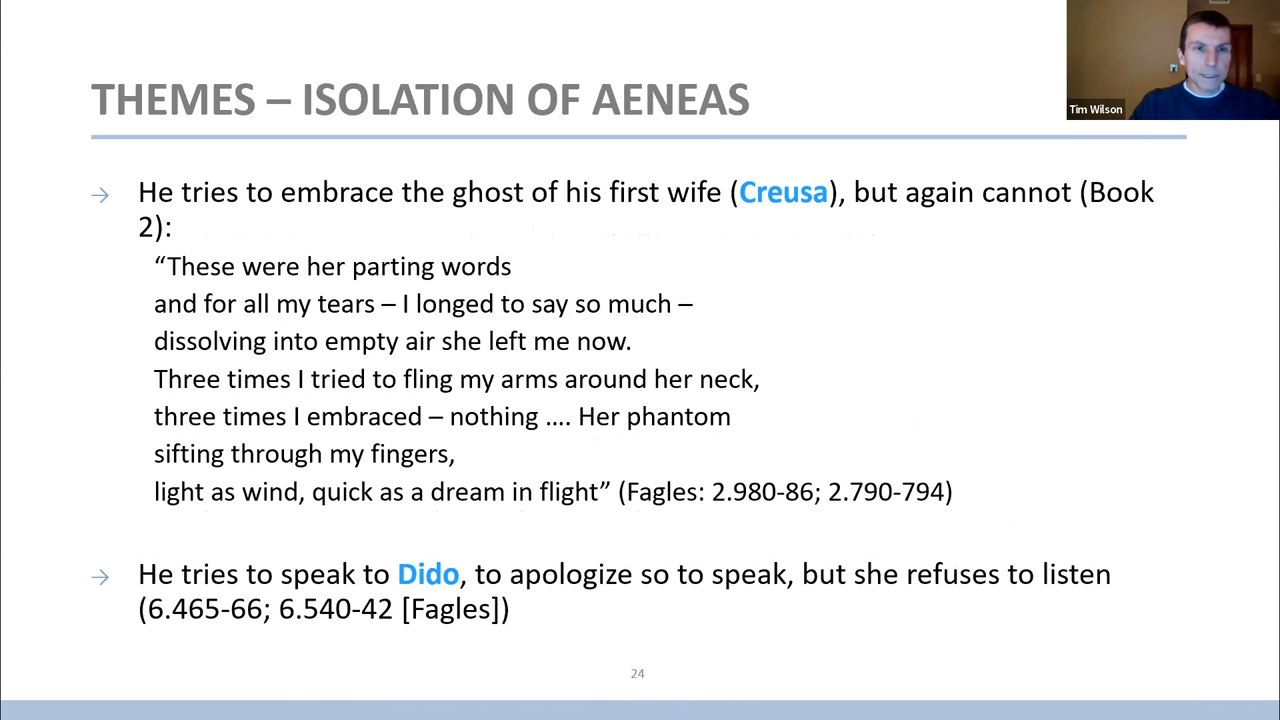 THEMES – ISOLATION OF AENEAS
Tim Wilson
→ He tries to embrace the ghost of his first wife (Creusa), but again cannot (Book
2):
“These were her parting words
and for all my tears – I longed to say so much –
dissolving into empty air she left me now.
Three times I tried to fling my arms around her neck,
three times I embraced – nothing .... Her phantom
sifting through my fingers,
light as wind, quick as a dream in flight” (Fagles: 2.980-86; 2.790-794)
→ He tries to speak to Dido, to apologize so to speak, but she refuses to listen
(6.465-66; 6.540-42 [Fagles])
24